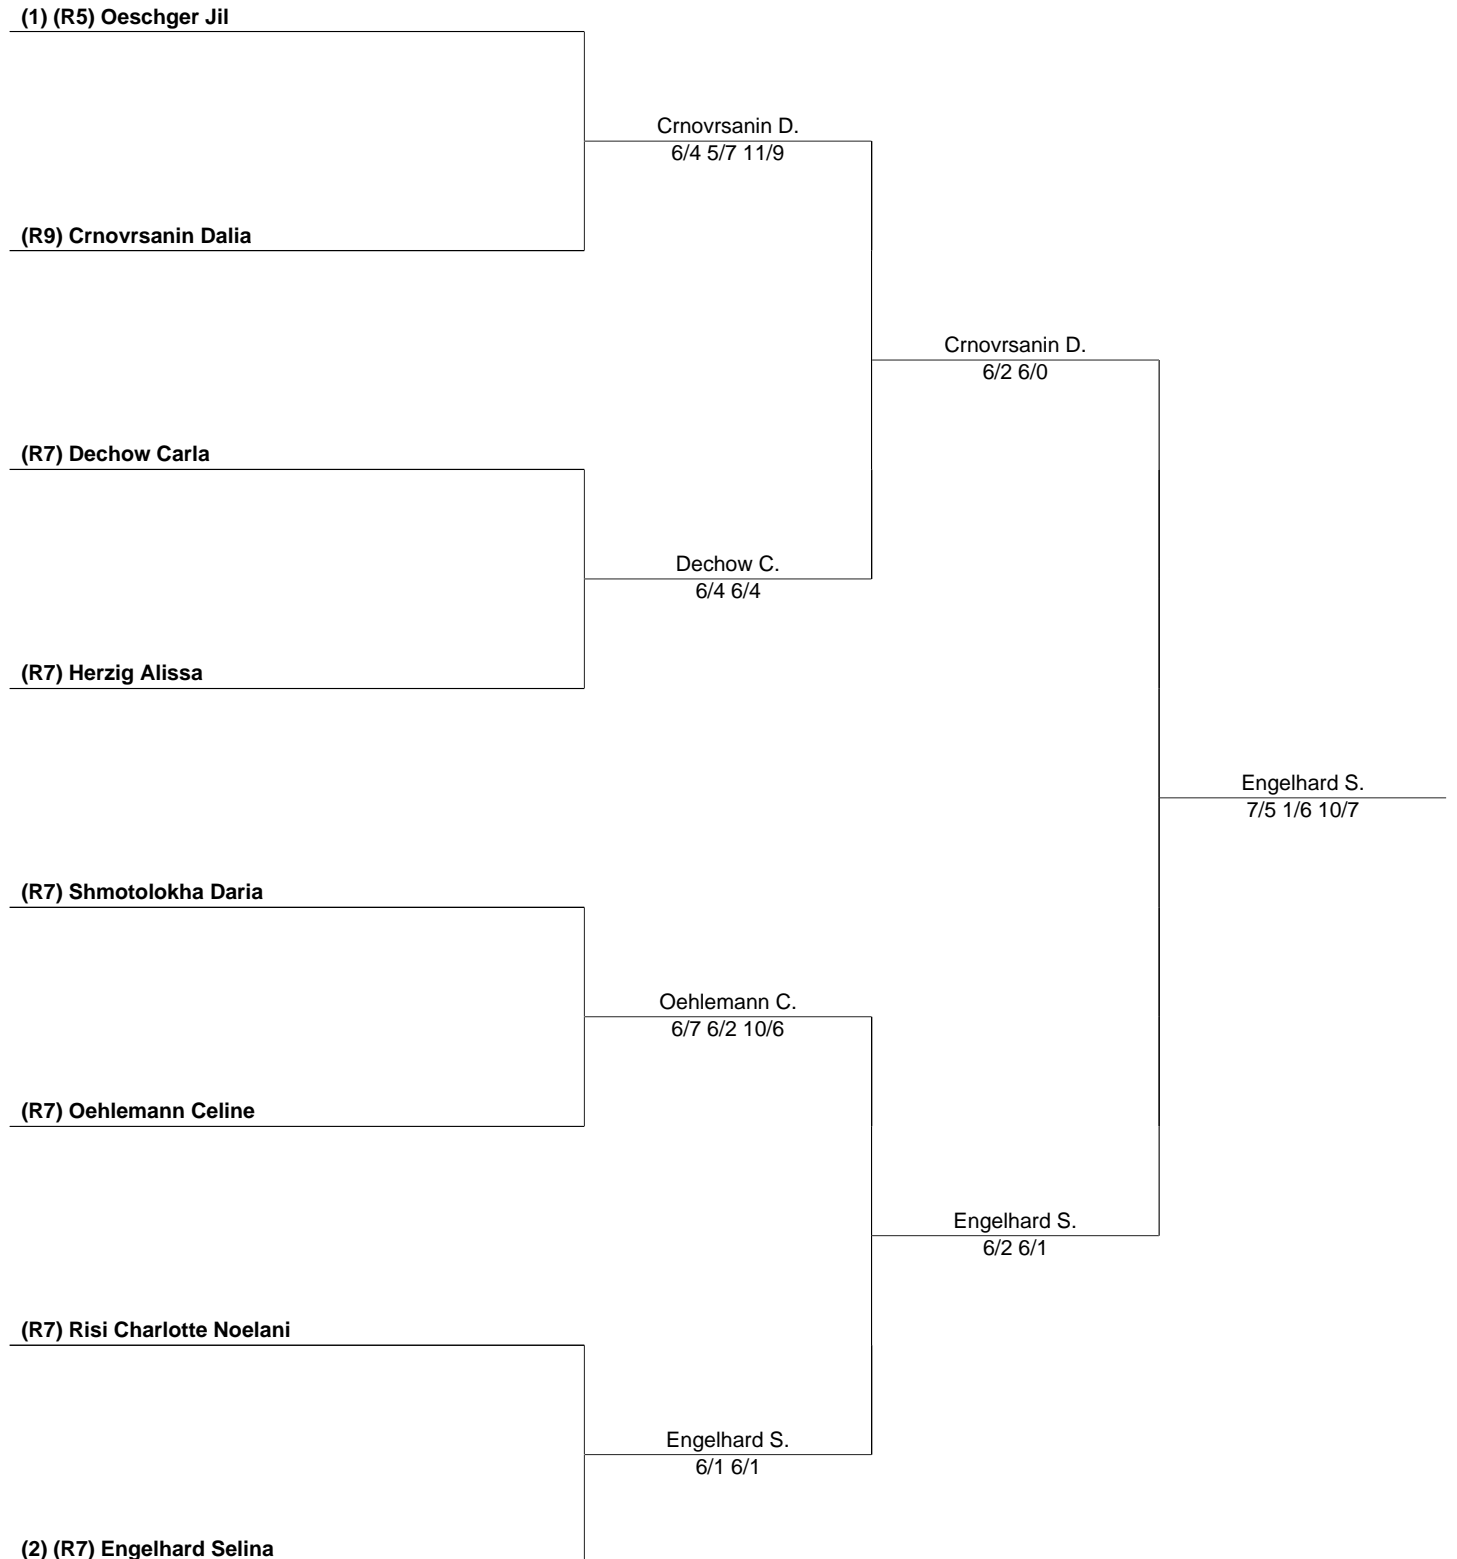 (1) (R5) Oeschger Jil
Crnovrsanin D.
6/4 5/7 11/9
(R9) Crnovrsanin Dalia
Crnovrsanin D.
6/2 6/0
(R7) Dechow Carla
Dechow C.
6/4 6/4
(R7) Herzig Alissa
Engelhard S.
7/5 1/6 10/7
(R7) Shmotolokha Daria
Oehlemann C.
6/7 6/2 10/6
(R7) Oehlemann Celine
Engelhard S.
6/2 6/1
(R7) Risi Charlotte Noelani
Engelhard S.
6/1 6/1
(2) (R7) Engelhard Selina